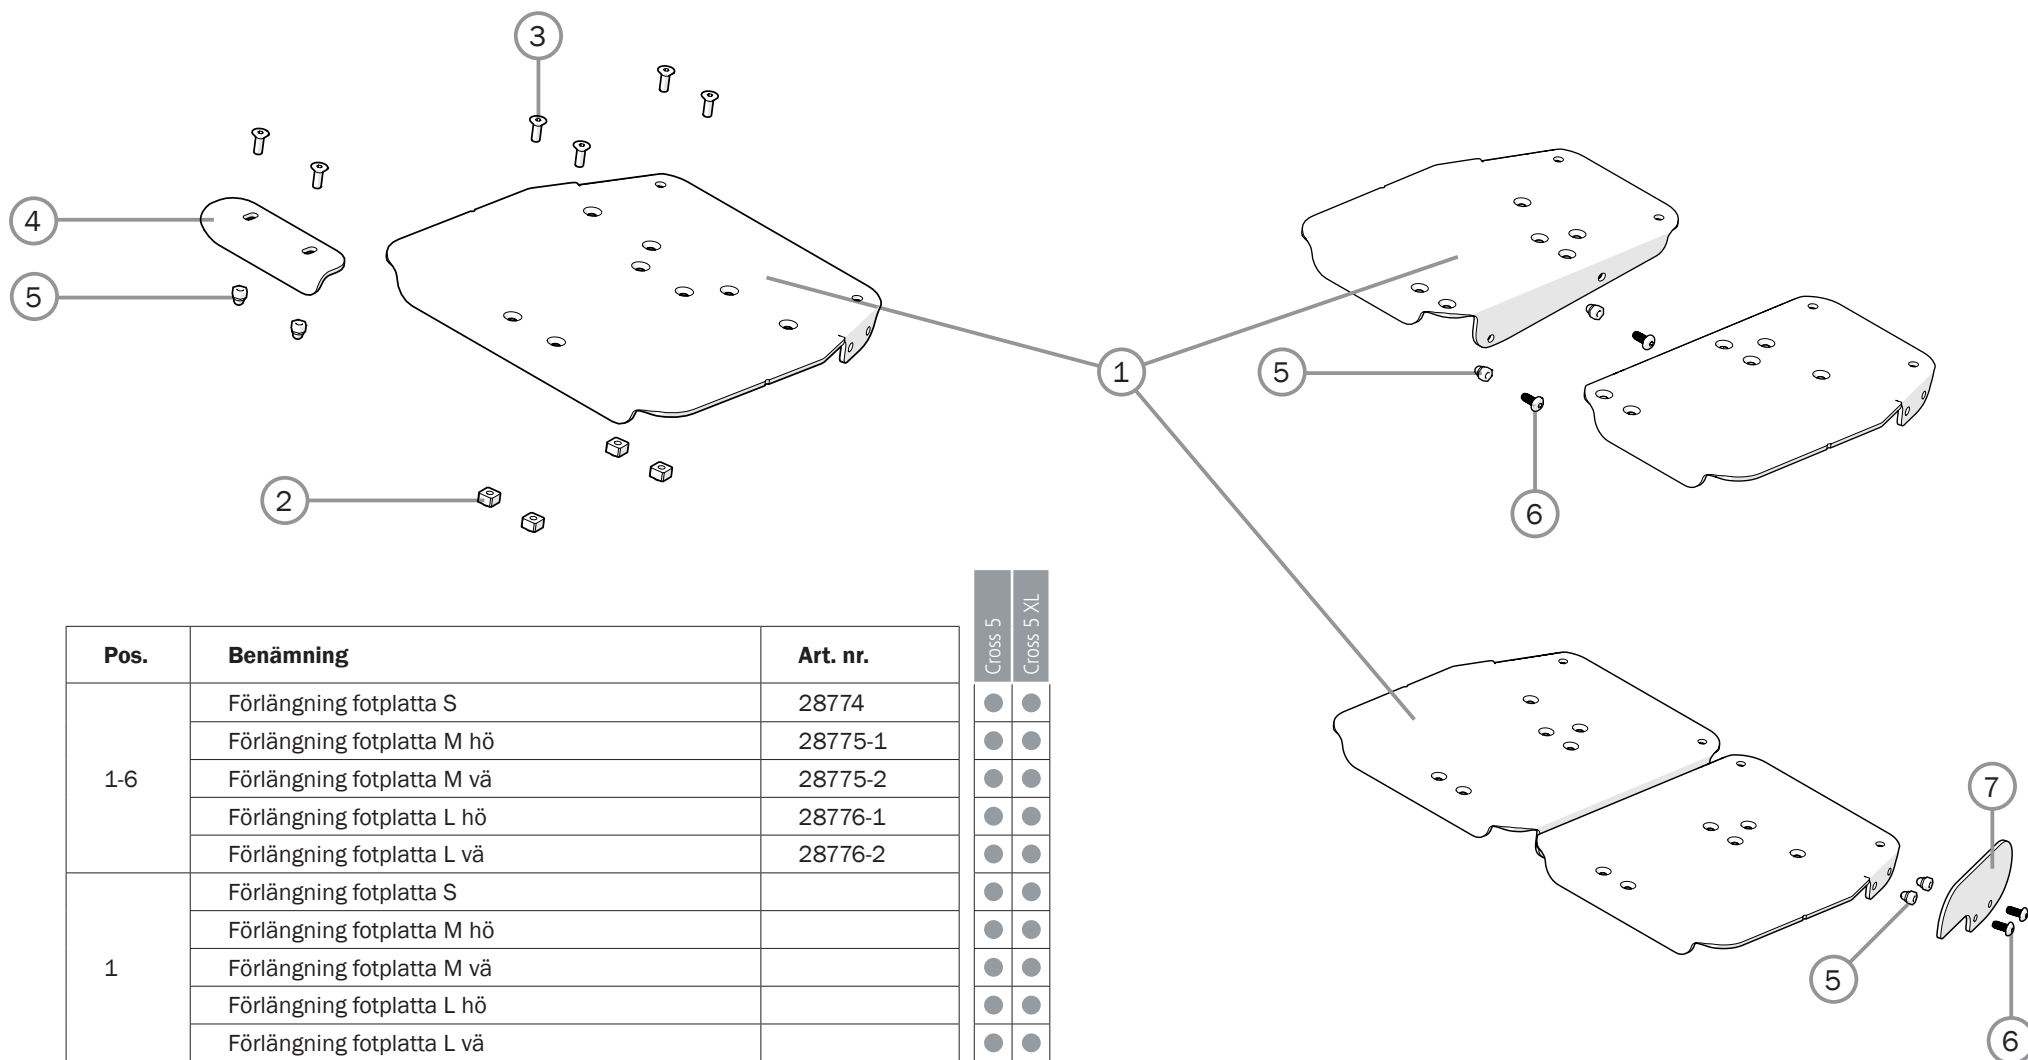 3
4
5
2
1
5
6
7
5
6
Cross 5
Cross 5 XL
Pos. Benämning Art. nr.
Förlängning fotplatta S 28774
Förlängning fotplatta M hö 28775-1
1-6 Förlängning fotplatta M vä 28775-2
Förlängning fotplatta L hö 28776-1
Förlängning fotplatta L vä 28776-2
Förlängning fotplatta S
Förlängning fotplatta M hö
1 Förlängning fotplatta M vä
Förlängning fotplatta L hö
Förlängning fotplatta L vä